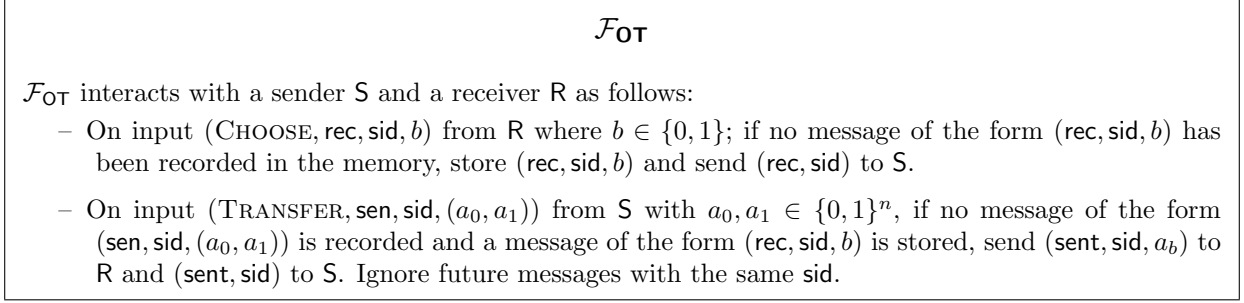 𝓕_OT
𝓕_OT interacts with a sender S and a receiver R as follows:
– On input (CHOOSE, rec, sid, b) from R where b ∈ {0, 1}; if no message of the form (rec, sid, b) has
been recorded in the memory, store (rec, sid, b) and send (rec, sid) to S.
– On input (TRANSFER, sen, sid, (a₀, a₁)) from S with a₀, a₁ ∈ {0, 1}ⁿ, if no message of the form
(sen, sid, (a₀, a₁)) is recorded and a message of the form (rec, sid, b) is stored, send (sent, sid, a_b) to
R and (sent, sid) to S. Ignore future messages with the same sid.